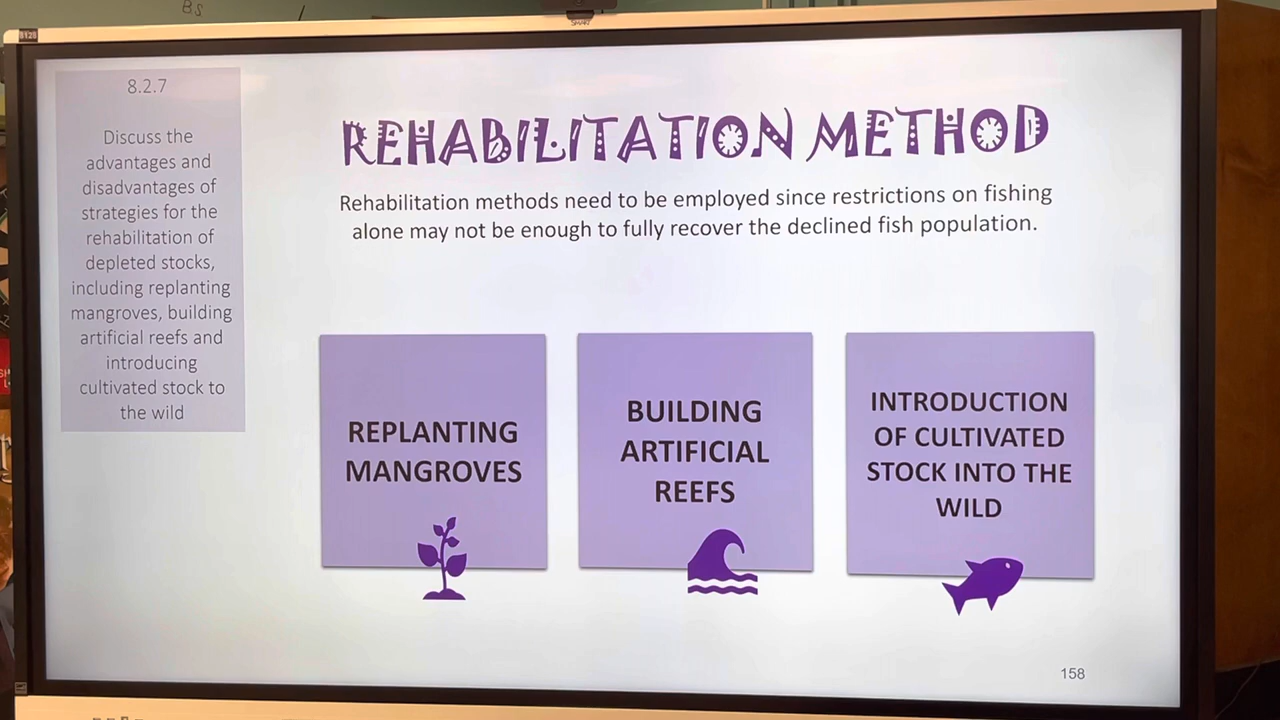 BS
SMART
8.2.7
Discuss the
advantages and
disadvantages of
strategies for the
rehabilitation of
depleted stocks,
including replanting
mangroves, building
artificial reefs and
introducing
cultivated stock to
the wild
REHABILITATION METHOD
Rehabilitation methods need to be employed since restrictions on fishing
alone may not be enough to fully recover the declined fish population.
REPLANTING
MANGROVES
BUILDING
ARTIFICIAL
REEFS
INTRODUCTION
OF CULTIVATED
STOCK INTO THE
WILD
158